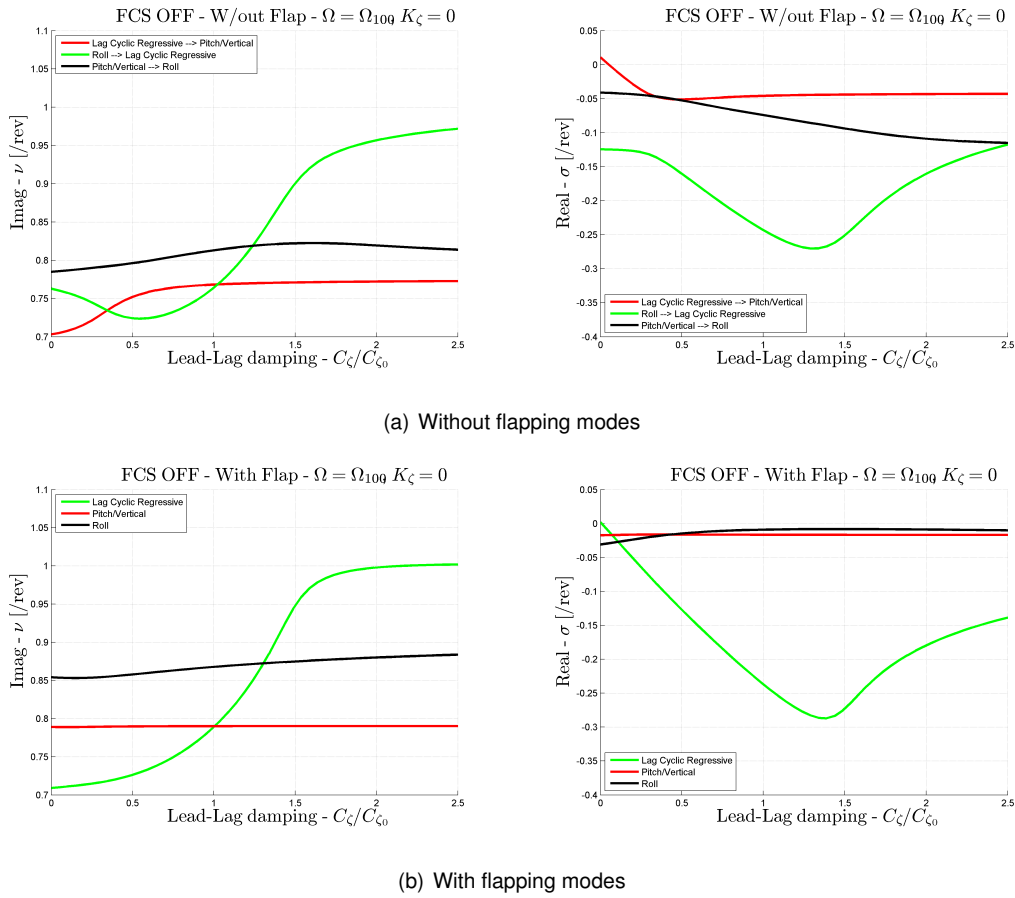 FCS OFF - W/out Flap - Ω = Ω100, Kζ = 0
1.1
1.05
1
0.95
0.9
0.85
0.8
0.75
0.7
Imag - ν [/rev]
Lag Cyclic Regressive --> Pitch/Vertical
Roll --> Lag Cyclic Regressive
Pitch/Vertical --> Roll
0 0.5 1 1.5 2 2.5
Lead-Lag damping - Cζ/Cζ0
FCS OFF - W/out Flap - Ω = Ω100, Kζ = 0
0.05
0
-0.05
-0.1
-0.15
-0.2
-0.25
-0.3
-0.35
-0.4
Real - σ [/rev]
Lag Cyclic Regressive --> Pitch/Vertical
Roll --> Lag Cyclic Regressive
Pitch/Vertical --> Roll
0 0.5 1 1.5 2 2.5
Lead-Lag damping - Cζ/Cζ0
(a) Without flapping modes
FCS OFF - With Flap - Ω = Ω100, Kζ = 0
1.1
1.05
1
0.95
0.9
0.85
0.8
0.75
0.7
Imag - ν [/rev]
Lag Cyclic Regressive
Pitch/Vertical
Roll
0 0.5 1 1.5 2 2.5
Lead-Lag damping - Cζ/Cζ0
FCS OFF - With Flap - Ω = Ω100, Kζ = 0
0.05
0
-0.05
-0.1
-0.15
-0.2
-0.25
-0.3
-0.35
-0.4
Real - σ [/rev]
Lag Cyclic Regressive
Pitch/Vertical
Roll
0 0.5 1 1.5 2 2.5
Lead-Lag damping - Cζ/Cζ0
(b) With flapping modes